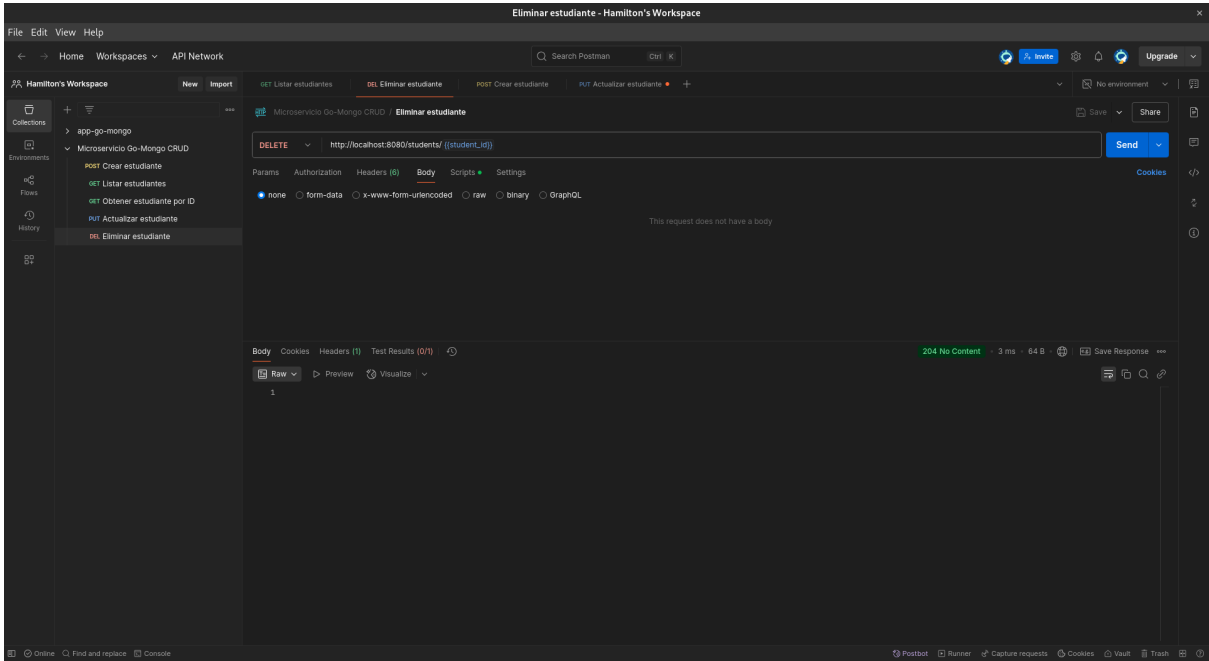 Eliminar estudiante - Hamilton's Workspace
File Edit View Help
Home Workspaces API Network Search Postman Ctrl K Invite Upgrade
Hamilton's Workspace New Import GET Listar estudiantes DEL Eliminar estudiante POST Crear estudiante PUT Actualizar estudiante No environment
Collections
Environments
Flows
History
app-go-mongo
Microservicio Go-Mongo CRUD
POST Crear estudiante
GET Listar estudiantes
GET Obtener estudiante por ID
PUT Actualizar estudiante
DEL Eliminar estudiante
Microservicio Go-Mongo CRUD / Eliminar estudiante Save Share
DELETE http://localhost:8080/students/ {{student_id}} Send
Params Authorization Headers (6) Body Scripts Settings Cookies
none form-data x-www-form-urlencoded raw binary GraphQL
This request does not have a body
Body Cookies Headers (1) Test Results (0/1) 204 No Content 3 ms 64 B Save Response
Raw Preview Visualize
1
Online Find and replace Console Postbot Runner Capture requests Cookies Vault Trash